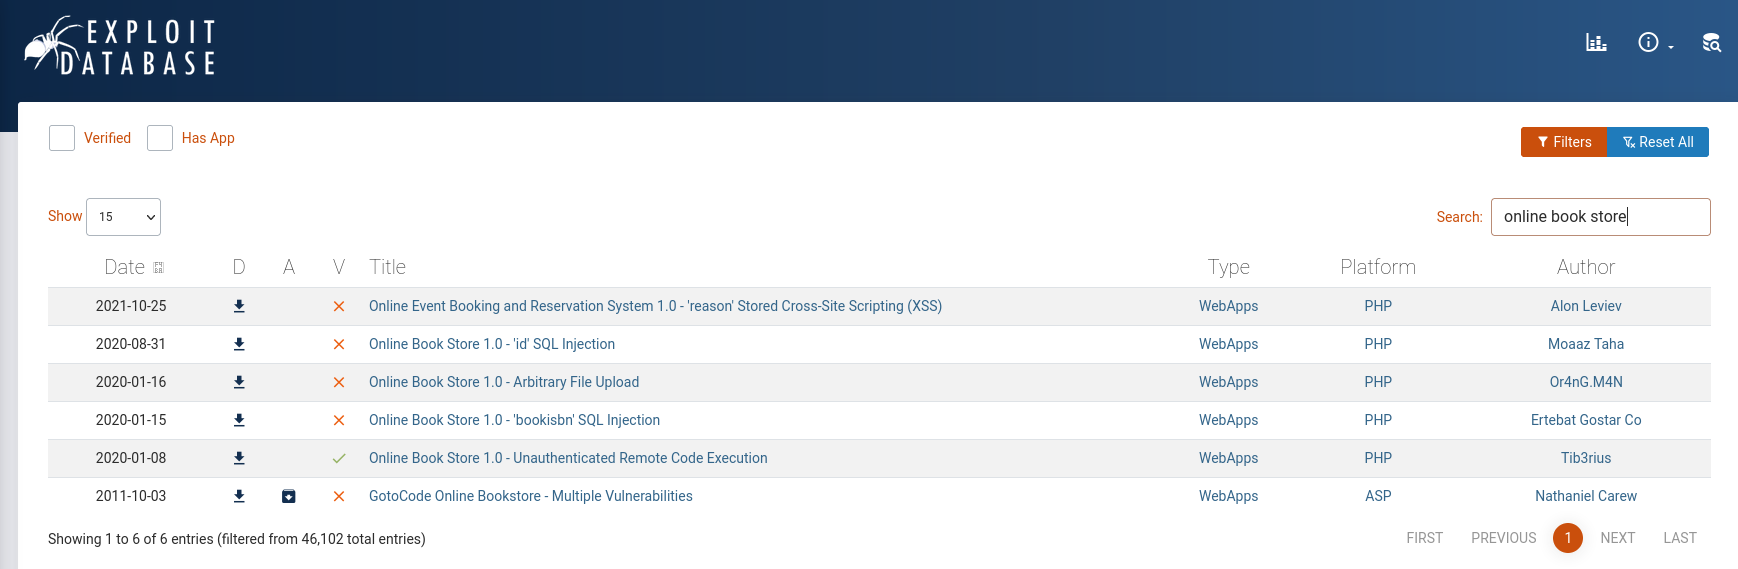 EXPLOIT
DATABASE
Verified Has App
Filters Reset All
Show 15 Search: online book store
Date D A V Title Type Platform Author
2021-10-25 Online Event Booking and Reservation System 1.0 - 'reason' Stored Cross-Site Scripting (XSS) WebApps PHP Alon Leviev
2020-08-31 Online Book Store 1.0 - 'id' SQL Injection WebApps PHP Moaaz Taha
2020-01-16 Online Book Store 1.0 - Arbitrary File Upload WebApps PHP Or4nG.M4N
2020-01-15 Online Book Store 1.0 - 'bookisbn' SQL Injection WebApps PHP Ertebat Gostar Co
2020-01-08 Online Book Store 1.0 - Unauthenticated Remote Code Execution WebApps PHP Tib3rius
2011-10-03 GotoCode Online Bookstore - Multiple Vulnerabilities WebApps ASP Nathaniel Carew
Showing 1 to 6 of 6 entries (filtered from 46,102 total entries) FIRST PREVIOUS 1 NEXT LAST